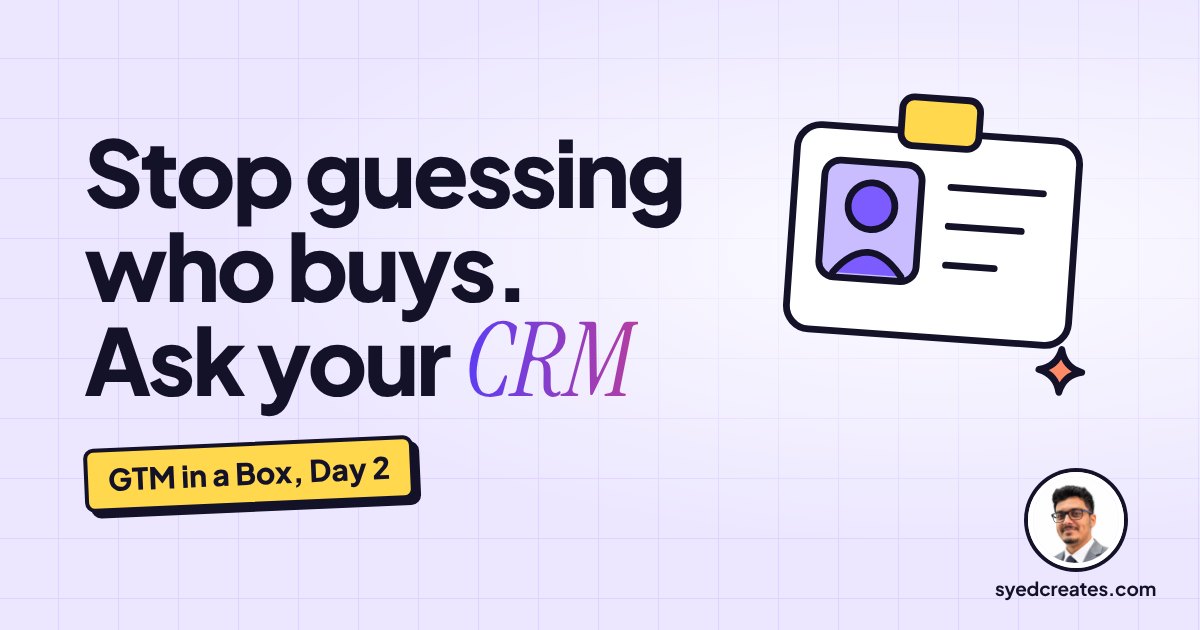 Stop guessing
who buys.
Ask your CRM
GTM in a Box, Day 2
syedcreates.com